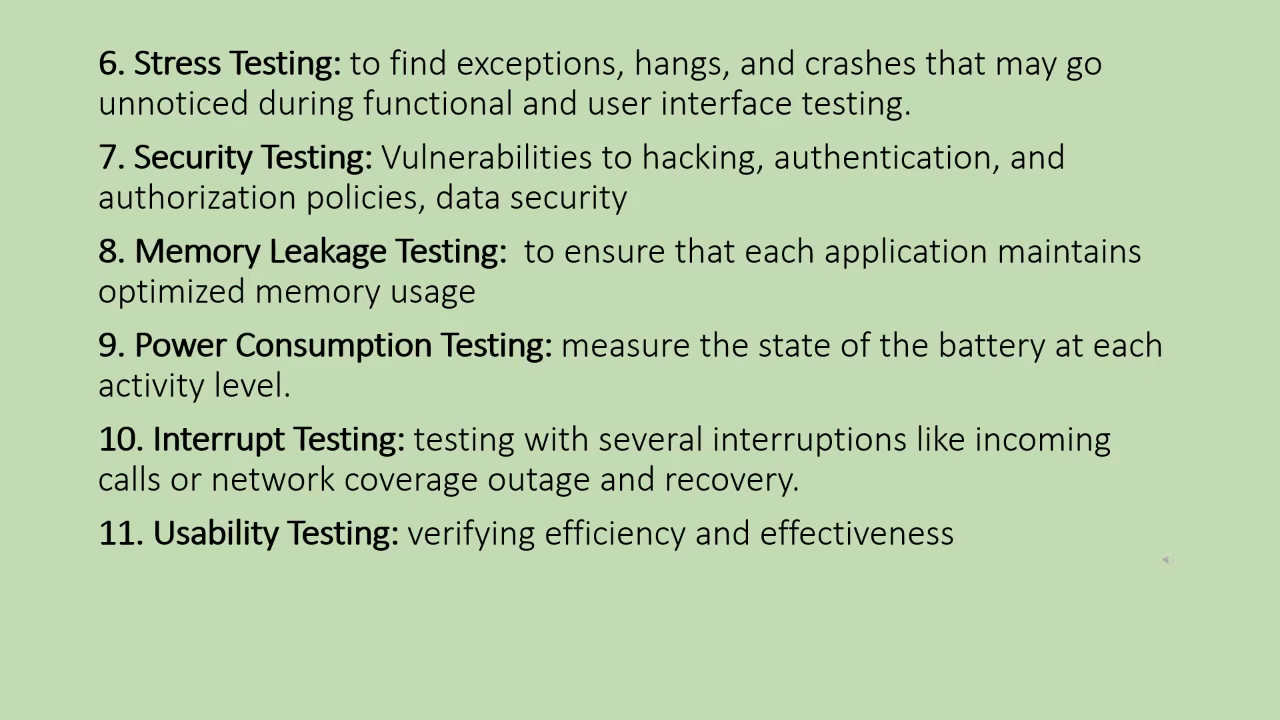 6. Stress Testing: to find exceptions, hangs, and crashes that may go
unnoticed during functional and user interface testing.
7. Security Testing: Vulnerabilities to hacking, authentication, and
authorization policies, data security
8. Memory Leakage Testing:  to ensure that each application maintains
optimized memory usage
9. Power Consumption Testing: measure the state of the battery at each
activity level.
10. Interrupt Testing: testing with several interruptions like incoming
calls or network coverage outage and recovery.
11. Usability Testing: verifying efficiency and effectiveness